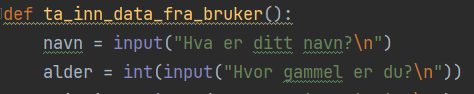 def ta_inn_data_fra_bruker():
    navn = input("Hva er ditt navn?\n")
    alder = int(input("Hvor gammel er du?\n"))